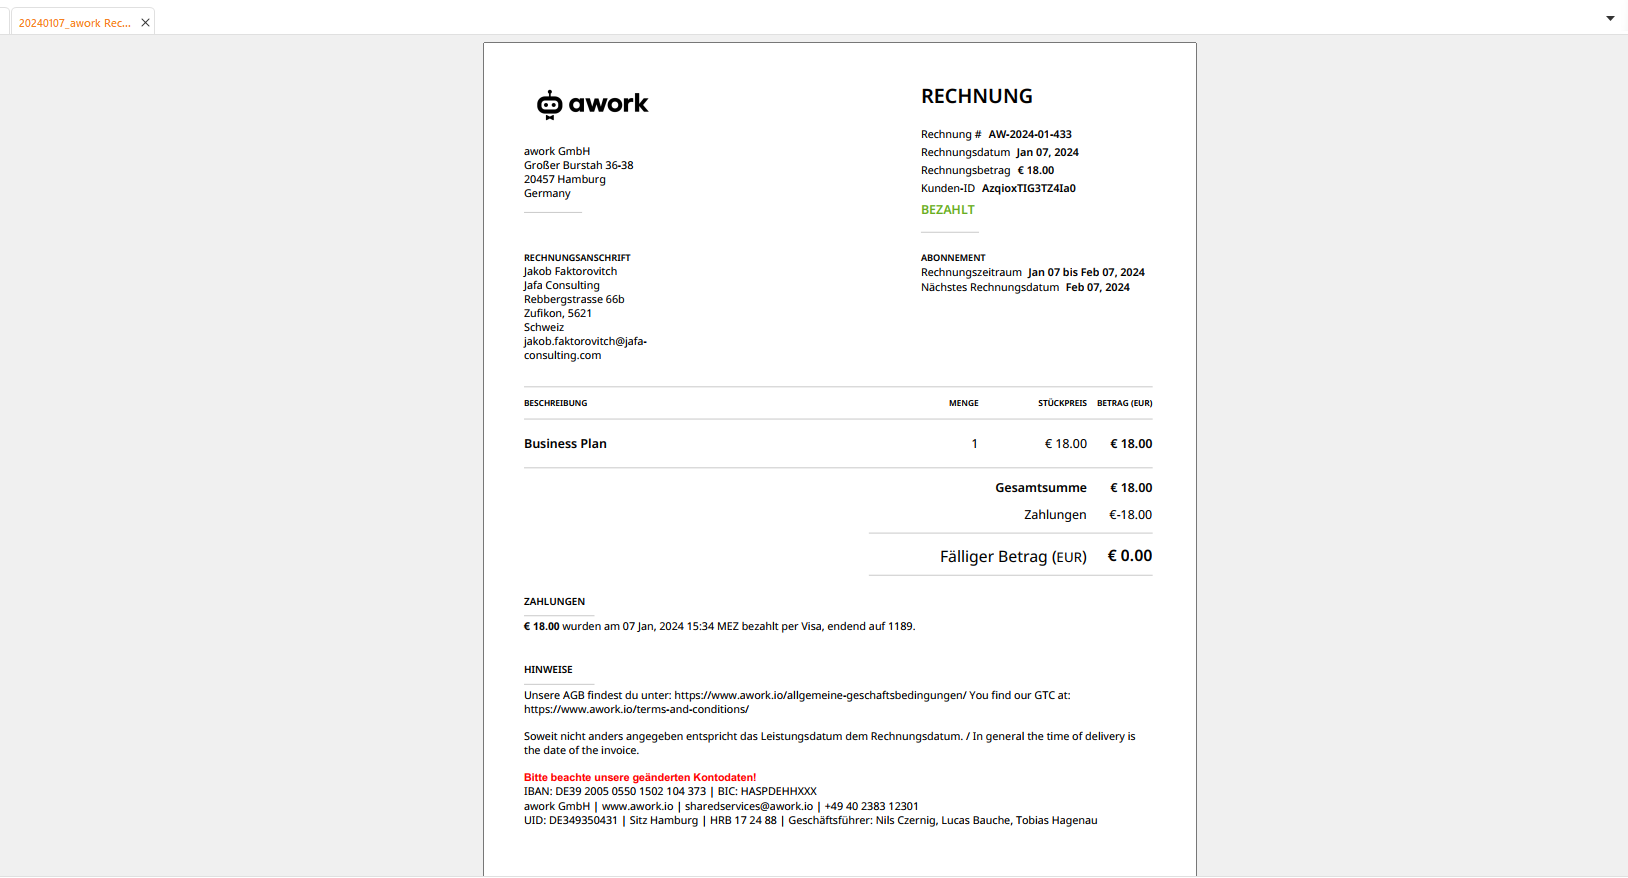 20240107_awork Rec...
awork
RECHNUNG
Rechnung # AW-2024-01-433
Rechnungsdatum Jan 07, 2024
Rechnungsbetrag € 18.00
Kunden-ID AzqioxTIG3TZ4Ia0
BEZAHLT
awork GmbH
Großer Burstah 36-38
20457 Hamburg
Germany
RECHNUNGSANSCHRIFT
Jakob Faktorovitch
Jafa Consulting
Rebbergstrasse 66b
Zufikon, 5621
Schweiz
jakob.faktorovitch@jafa-
consulting.com
ABONNEMENT
Rechnungszeitraum Jan 07 bis Feb 07, 2024
Nächstes Rechnungsdatum Feb 07, 2024
BESCHREIBUNG MENGE STÜCKPREIS BETRAG (EUR)
Business Plan 1 € 18.00 € 18.00
Gesamtsumme € 18.00
Zahlungen €-18.00
Fälliger Betrag (EUR) € 0.00
ZAHLUNGEN
€ 18.00 wurden am 07 Jan, 2024 15:34 MEZ bezahlt per Visa, endend auf 1189.
HINWEISE
Unsere AGB findest du unter: https://www.awork.io/allgemeine-geschaftsbedingungen/ You find our GTC at:
https://www.awork.io/terms-and-conditions/
Soweit nicht anders angegeben entspricht das Leistungsdatum dem Rechnungsdatum. / In general the time of delivery is
the date of the invoice.
Bitte beachte unsere geänderten Kontodaten!
IBAN: DE39 2005 0550 1502 104 373 | BIC: HASPDEHHXXX
awork GmbH | www.awork.io | sharedservices@awork.io | +49 40 2383 12301
UID: DE349350431 | Sitz Hamburg | HRB 17 24 88 | Geschäftsführer: Nils Czernig, Lucas Bauche, Tobias Hagenau